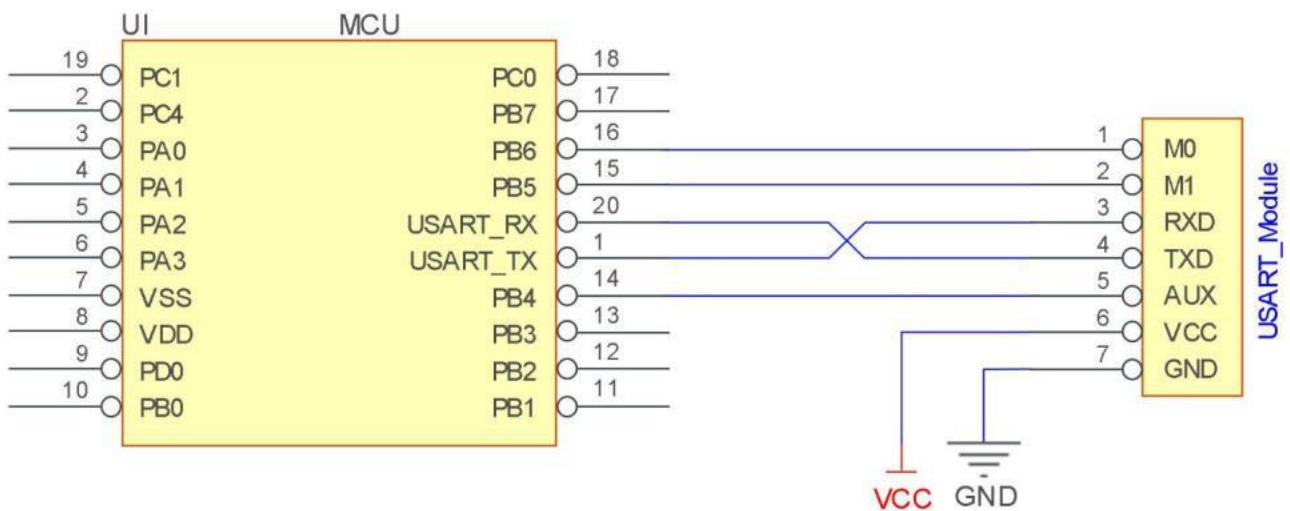 UI MCU
19 PC1 PC0 18
2 PC4 PB7 17
3 PA0 PB6 16 1 M0
4 PA1 PB5 15 2 M1
5 PA2 USART_RX 20 3 RXD
6 PA3 USART_TX 1 4 TXD
7 VSS PB4 14 5 AUX
8 VDD PB3 13 6 VCC
9 PD0 PB2 12 7 GND
10 PB0 PB1 11
USART_Module
VCC GND